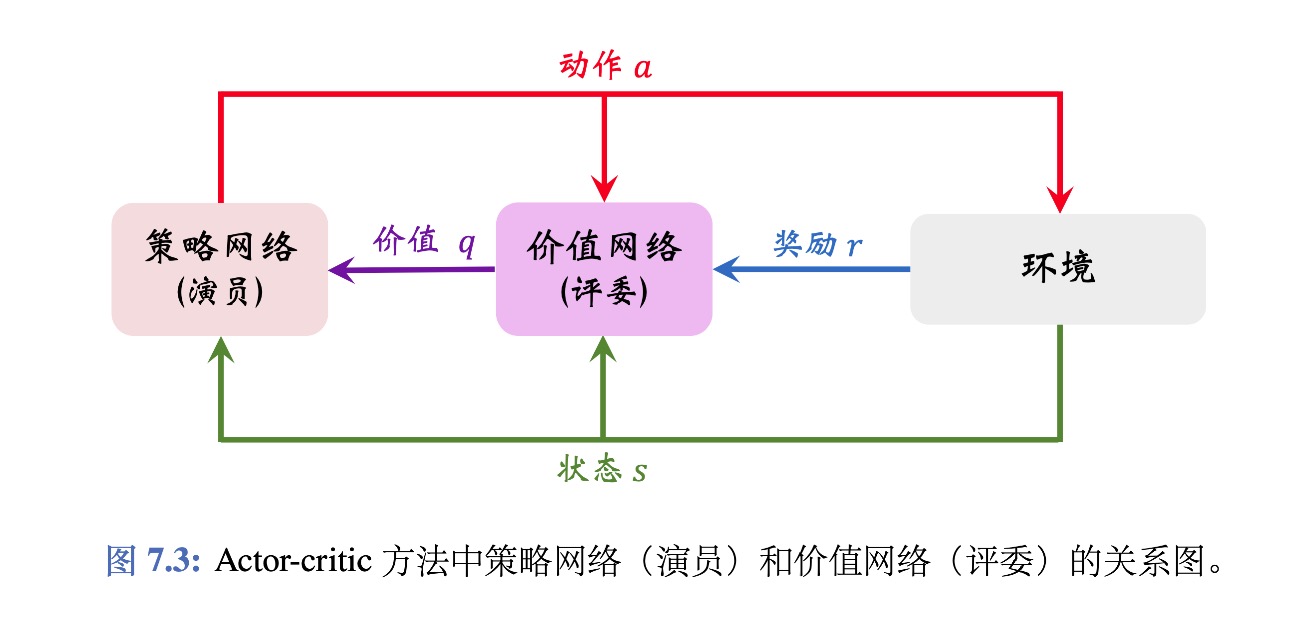 动作 a
策略网络
(演员)
价值 q
价值网络
(评委)
奖励 r
环境
状态 s
图 7.3: Actor-critic 方法中策略网络（演员）和价值网络（评委）的关系图。